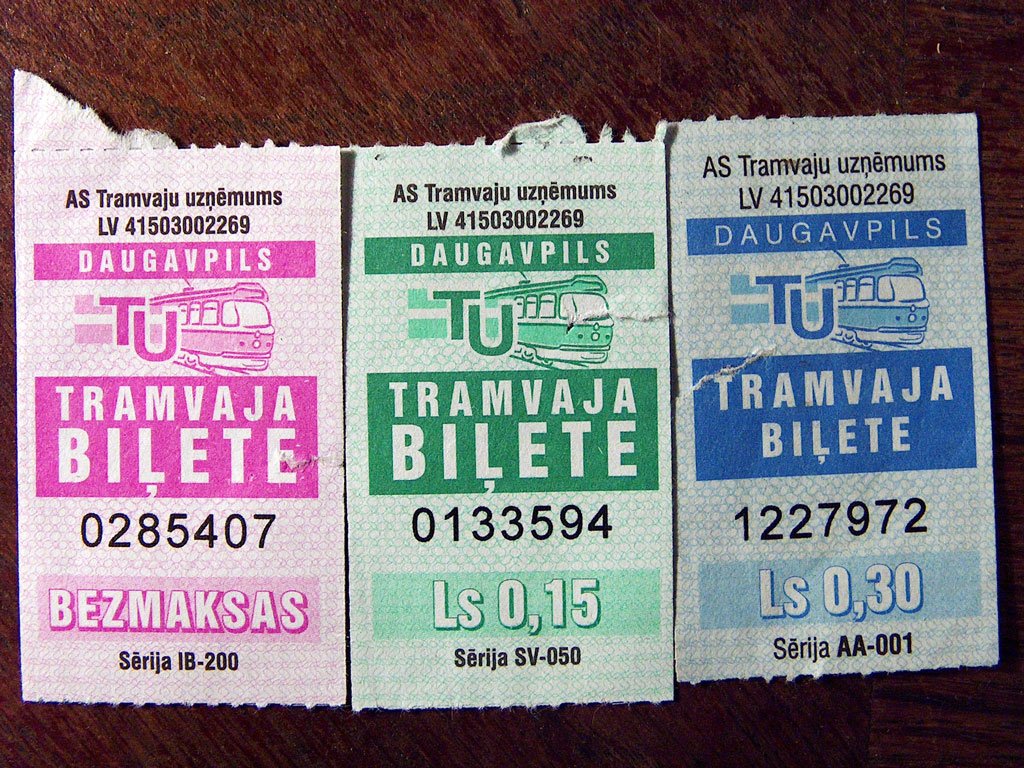 AS Tramvaju uzņēmums
LV 41503002269
DAUGAVPILS
TU
TRAMVAJA
BIĻETE
0285407
BEZMAKSAS
Sērija IB-200
AS Tramvaju uzņēmums
LV 41503002269
DAUGAVPILS
TU
TRAMVAJA
BIĻETE
0133594
Ls 0,15
Sērija SV-050
AS Tramvaju uzņēmums
LV 41503002269
DAUGAVPILS
TU
TRAMVAJA
BIĻETE
1227972
Ls 0,30
Sērija AA-001